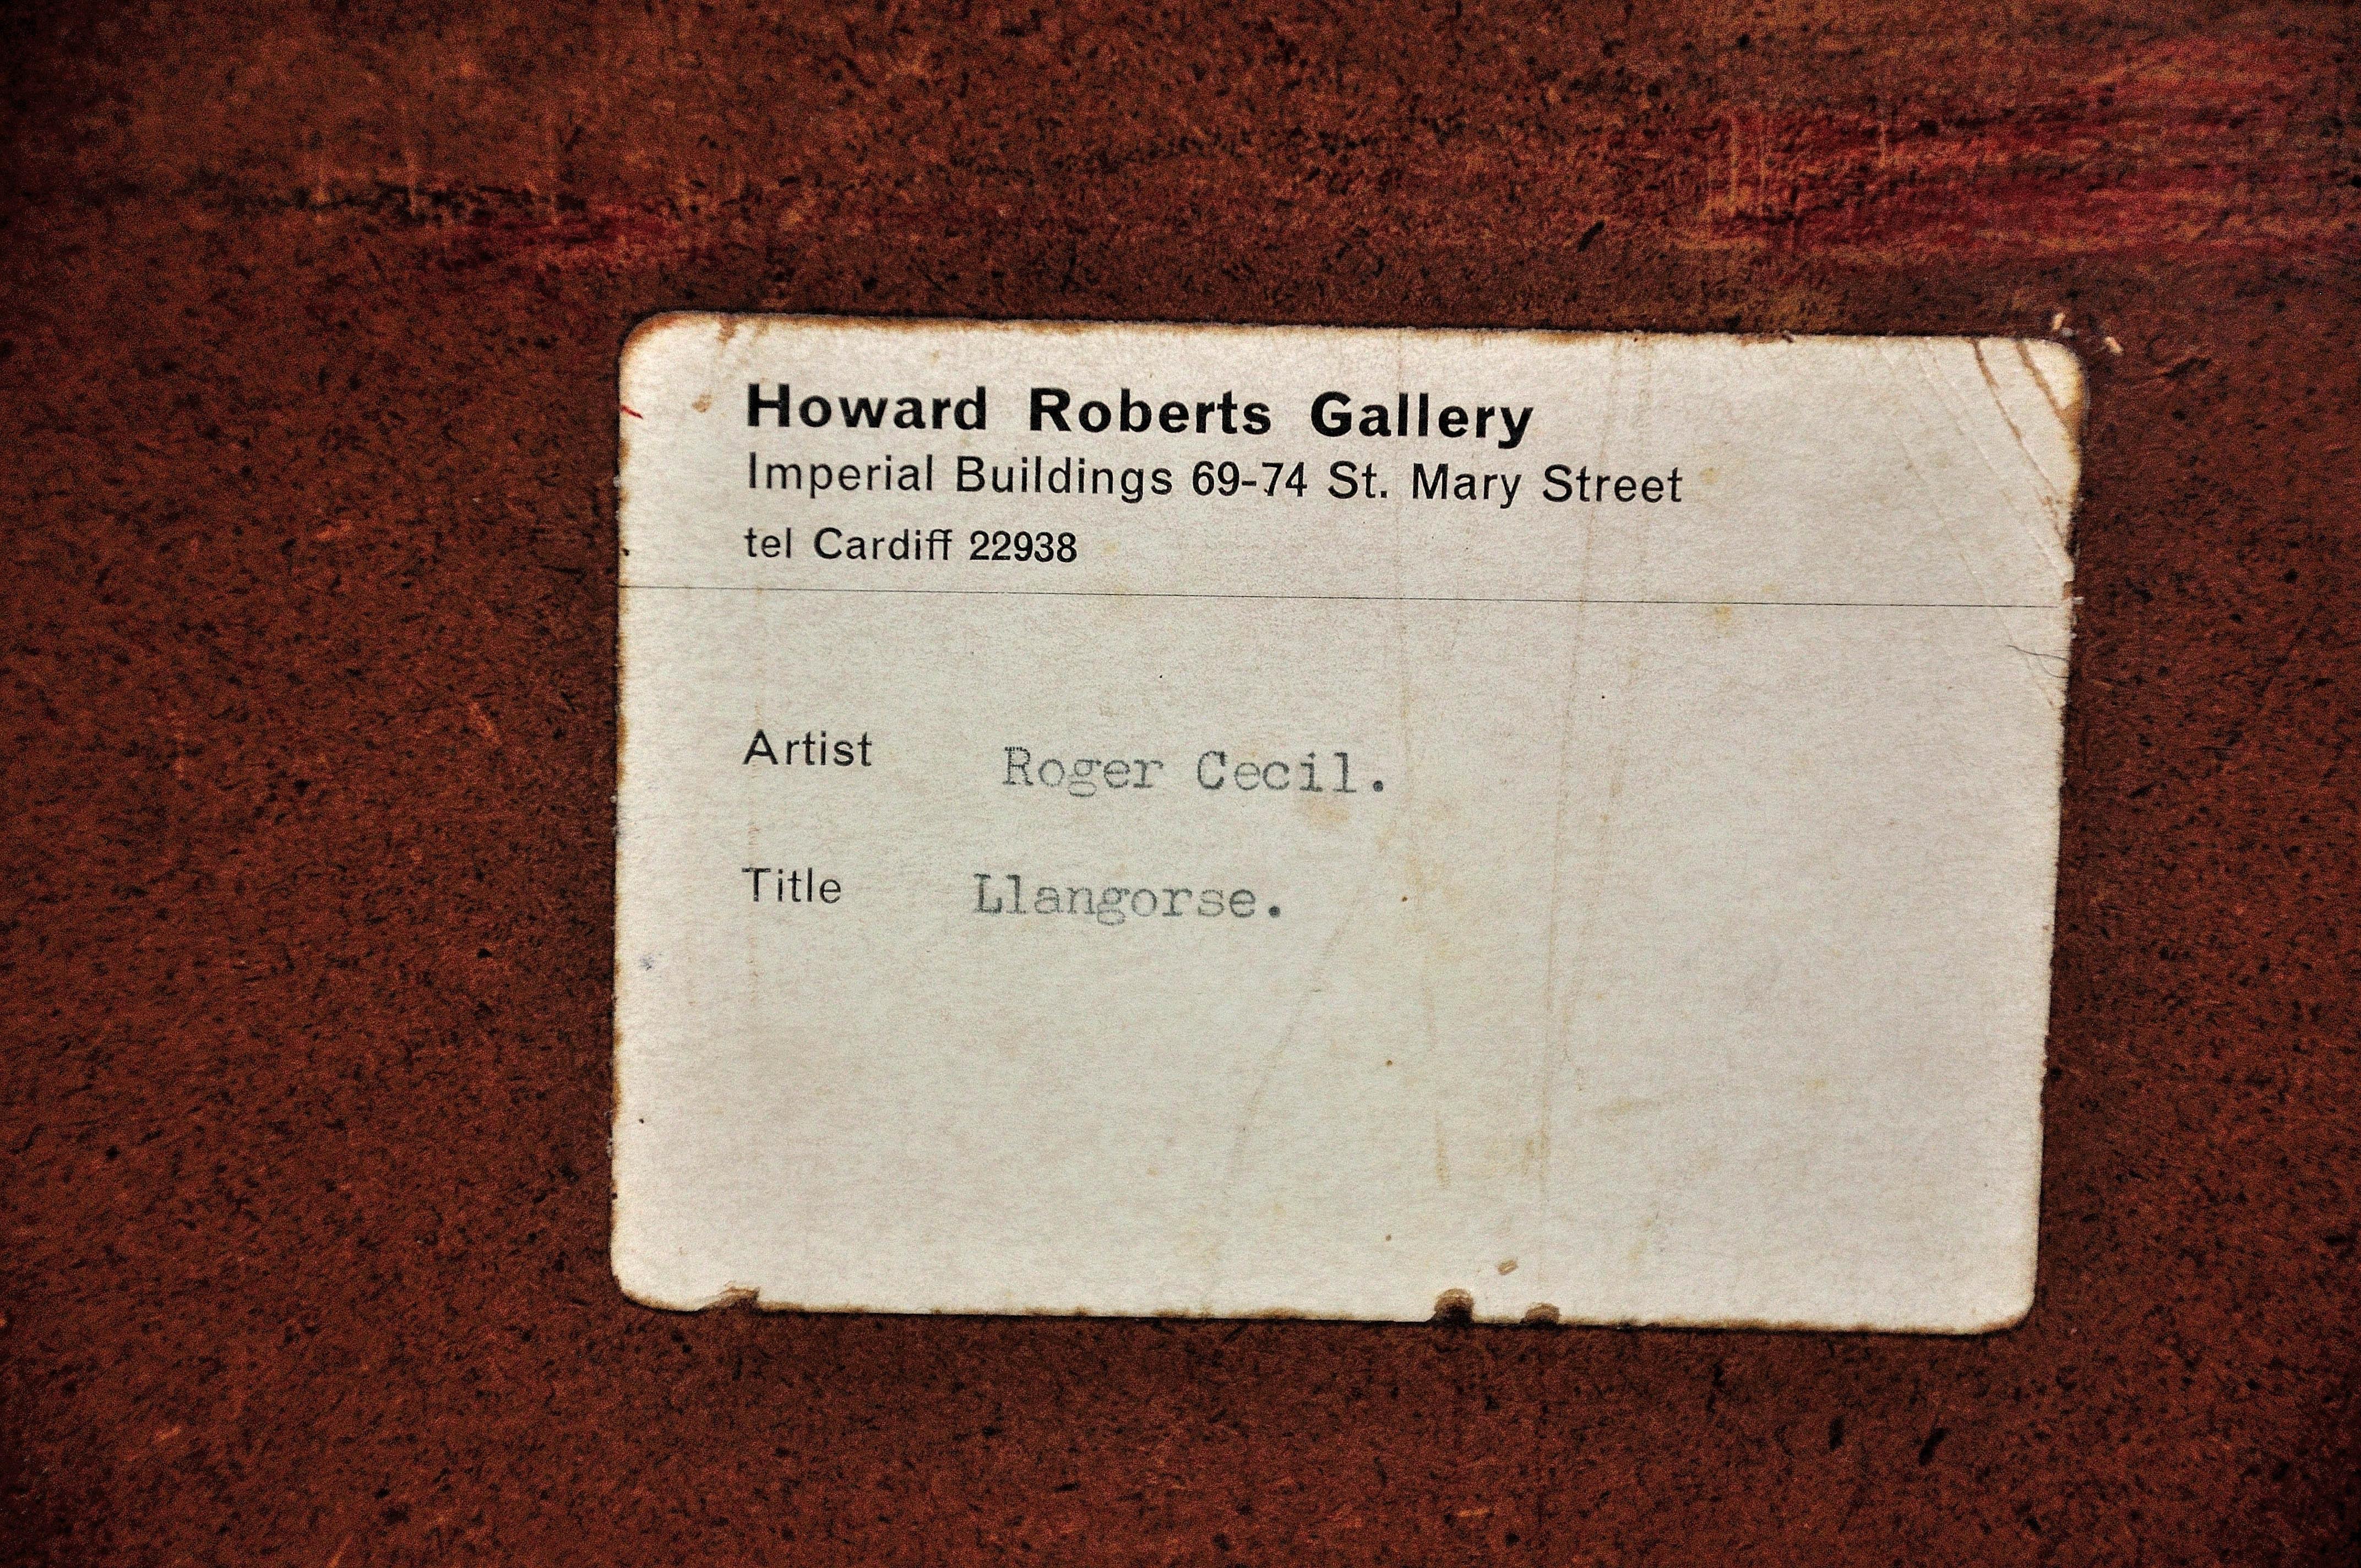 Howard Roberts Gallery
Imperial Buildings 69-74 St. Mary Street
tel Cardiff 22938
Artist Roger Cecil.
Title Llangorse.